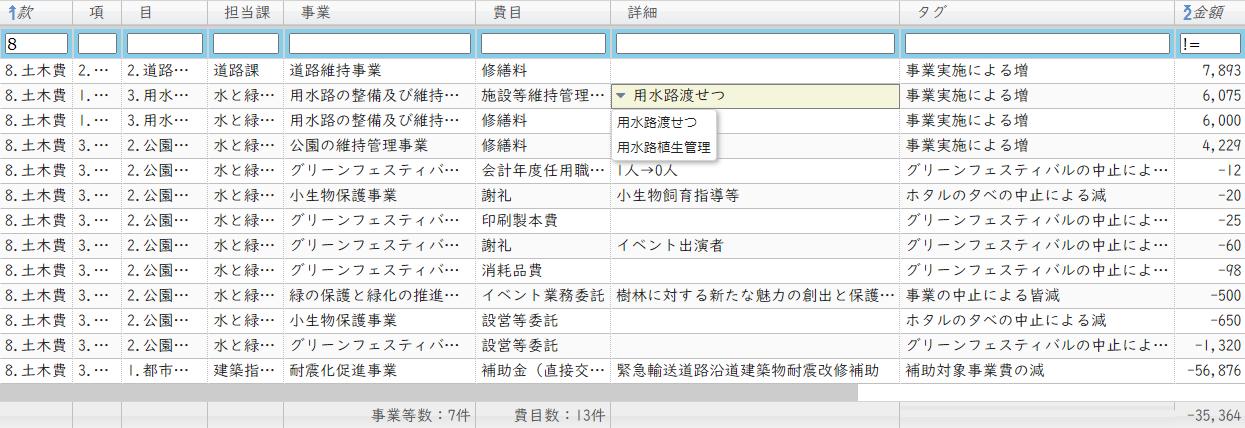 1款 項 目 担当課 事業 費目 詳細 タグ 2金額
8 !=
8.土木費 2.… 2.道路… 道路課 道路維持事業 修繕料 事業実施による増 7,893
8.土木費 1.… 3.用水… 水と緑… 用水路の整備及び維持… 施設等維持管理… 用水路渡せつ 事業実施による増 6,075
8.土木費 1.… 3.用水… 水と緑… 用水路の整備及び維持… 修繕料 用水路渡せつ 事業実施による増 6,000
8.土木費 3.… 2.公園… 水と緑… 公園の維持管理事業 修繕料 用水路植生管理 事業実施による増 4,229
8.土木費 3.… 2.公園… 水と緑… グリーンフェスティバ… 会計年度任用職… 1人→0人 グリーンフェスティバルの中止によ… -12
8.土木費 3.… 2.公園… 水と緑… 小生物保護事業 謝礼 小生物飼育指導等 ホタルの夕べの中止による減 -20
8.土木費 3.… 2.公園… 水と緑… グリーンフェスティバ… 印刷製本費 グリーンフェスティバルの中止によ… -25
8.土木費 3.… 2.公園… 水と緑… グリーンフェスティバ… 謝礼 イベント出演者 グリーンフェスティバルの中止によ… -60
8.土木費 3.… 2.公園… 水と緑… グリーンフェスティバ… 消耗品費 グリーンフェスティバルの中止によ… -98
8.土木費 3.… 2.公園… 水と緑… 緑の保護と緑化の推進… イベント業務委託 樹林に対する新たな魅力の創出と保護… 事業の中止による皆減 -500
8.土木費 3.… 2.公園… 水と緑… 小生物保護事業 設営等委託 ホタルの夕べの中止による減 -650
8.土木費 3.… 2.公園… 水と緑… グリーンフェスティバ… 設営等委託 グリーンフェスティバルの中止によ… -1,320
8.土木費 3.… 1.都市… 建築指… 耐震化促進事業 補助金（直接交… 緊急輸送道路沿道建築物耐震改修補助 補助対象事業費の減 -56,876
事業等数：7件 費目数：13件 -35,364